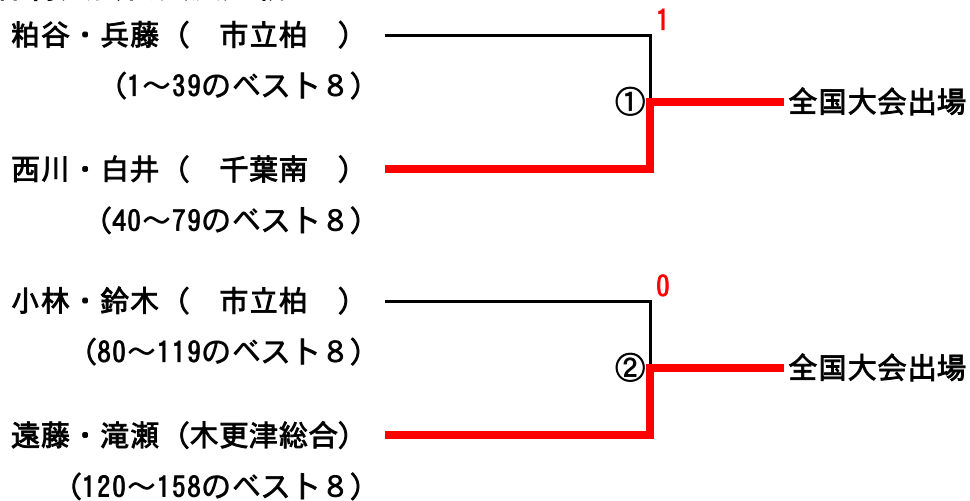 粕谷・兵藤（　市立柏　）
1
（1～39のベスト８）
① 全国大会出場
西川・白井（　千葉南　）
（40～79のベスト８）
小林・鈴木（　市立柏　）
0
（80～119のベスト８）
② 全国大会出場
遠藤・滝瀬（木更津総合）
（120～158のベスト８）